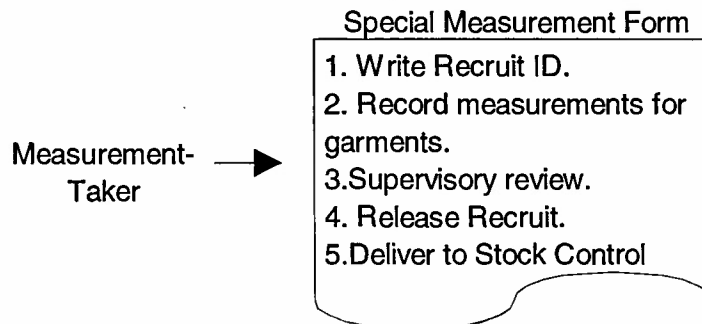 Special Measurement Form
1. Write Recruit ID.
2. Record measurements for
garments.
3.Supervisory review.
4. Release Recruit.
5.Deliver to Stock Control
Measurement-
Taker